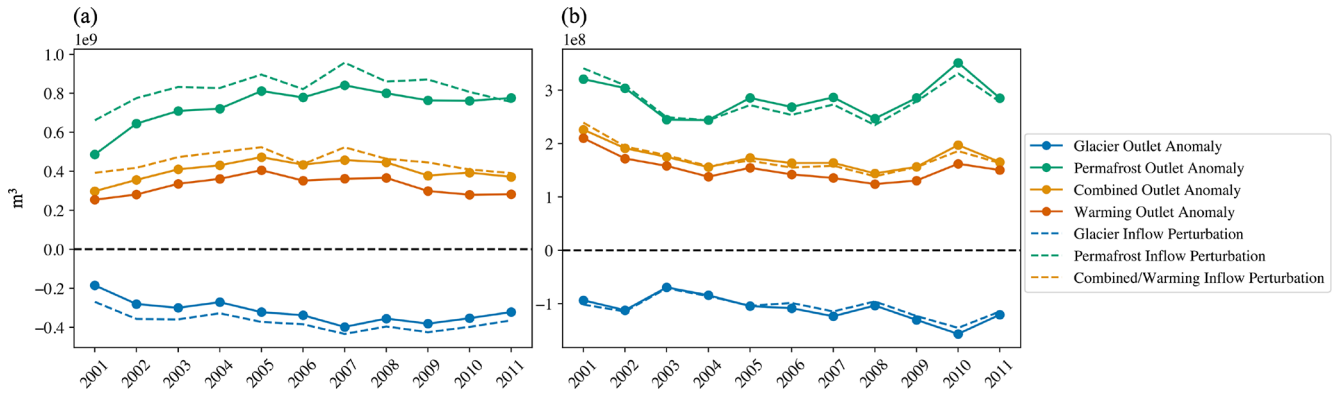 (a)
1e9
m³
1.0
0.8
0.6
0.4
0.2
0.0
−0.2
−0.4
2001 2002 2003 2004 2005 2006 2007 2008 2009 2010 2011
(b)
1e8
3
2
1
0
−1
2001 2002 2003 2004 2005 2006 2007 2008 2009 2010 2011
Glacier Outlet Anomaly
Permafrost Outlet Anomaly
Combined Outlet Anomaly
Warming Outlet Anomaly
Glacier Inflow Perturbation
Permafrost Inflow Perturbation
Combined/Warming Inflow Perturbation